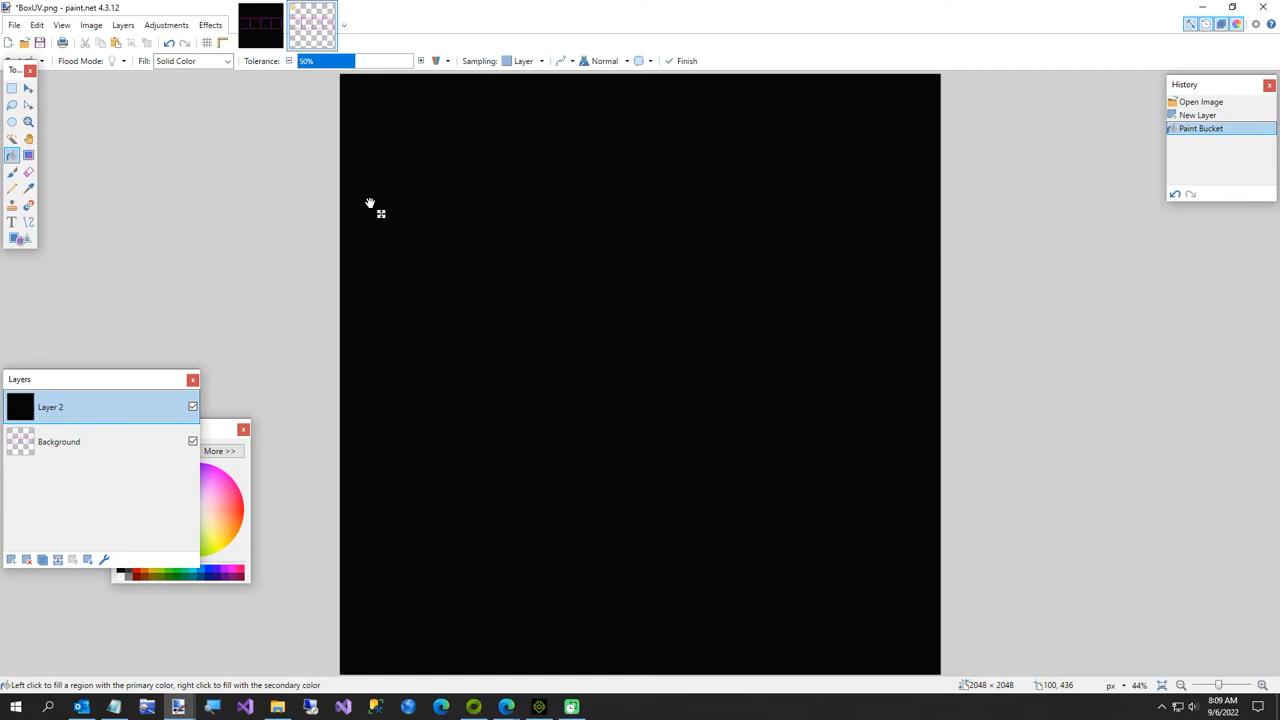 *BoxUV.png - paint.net 4.3.12
File Edit View Image Layers Adjustments Effects
Flood Mode: Fill: Solid Color Tolerance: 50% Sampling: Layer Normal Finish
To...
History
Open Image
New Layer
Paint Bucket
Layers
Layer 2
Background
More >>
Left click to fill a region with the primary color, right click to fill with the secondary color
2048 × 2048
100, 436
px
44%
8:09 AM
9/6/2022